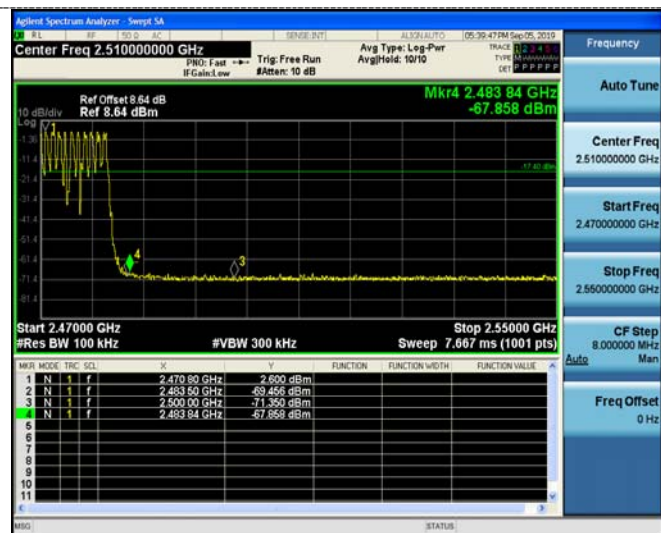 Agilent Spectrum Analyzer - Swept SA
RL RF 50 Ω AC SENSE:INT ALIGN AUTO 05:39:47 PM Sep 05, 2019
Center Freq 2.510000000 GHz
PNO: Fast Trig: Free Run Avg Type: Log-Pwr TRACE 1 2 3 4 5 6
IFGain:Low #Atten: 10 dB Avg|Hold: 10/10 TYPE
DET P P P P P P
Frequency
Mkr4 2.483 84 GHz
-67.858 dBm
Ref Offset 8.64 dB
10 dB/div Ref 8.64 dBm
Log
-1.36
-11.4
-21.4
-31.4
-41.4
-51.4
-61.4
-71.4
-81.4
1
4
3
-17.40 dBm
Start 2.47000 GHz Stop 2.55000 GHz
#Res BW 100 kHz #VBW 300 kHz Sweep 7.667 ms (1001 pts)
MKR MODE TRC SCL X Y FUNCTION FUNCTION WIDTH FUNCTION VALUE
1 N 1 f 2.470 80 GHz 2.600 dBm
2 N 1 f 2.483 50 GHz -69.456 dBm
3 N 1 f 2.500 00 GHz -71.350 dBm
4 N 1 f 2.483 84 GHz -67.858 dBm
5
6
7
8
9
10
11
MSG STATUS
Auto Tune
Center Freq
2.510000000 GHz
Start Freq
2.470000000 GHz
Stop Freq
2.550000000 GHz
CF Step
8.000000 MHz
Auto Man
Freq Offset
0 Hz